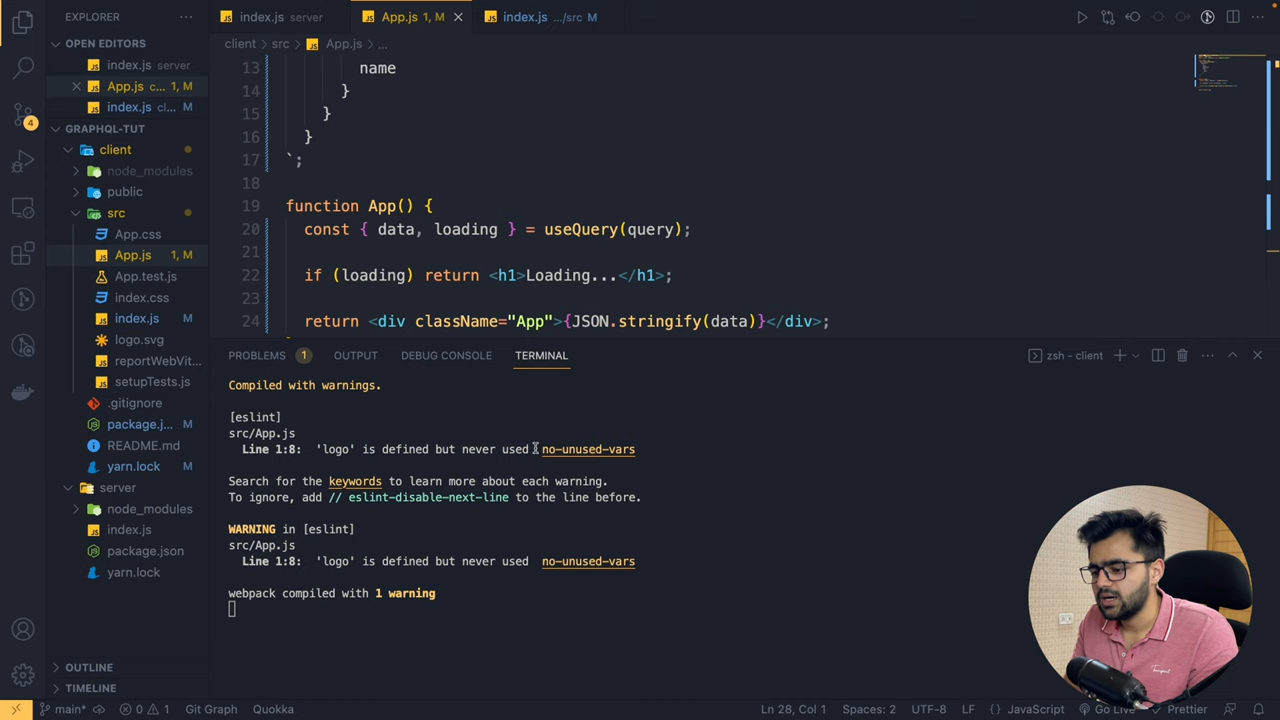 EXPLORER
OPEN EDITORS
index.js server
App.js c... 1, M
index.js cl... M
GRAPHQL-TUT
client
node_modules
public
src
App.css
App.js 1, M
App.test.js
index.css
index.js M
logo.svg
reportWebVit...
setupTests.js
.gitignore
package.j... M
README.md
yarn.lock M
server
node_modules
index.js
package.json
yarn.lock
OUTLINE
TIMELINE
4
index.js server
App.js 1, M
index.js .../src M
client > src > App.js > ...
13 name
14 }
15 }
16 }
17 `;
18
19 function App() {
20 const { data, loading } = useQuery(query);
21
22 if (loading) return <h1>Loading...</h1>;
23
24 return <div className="App">{JSON.stringify(data)}</div>;
PROBLEMS 1 OUTPUT DEBUG CONSOLE TERMINAL
zsh - client
Compiled with warnings.
[eslint]
src/App.js
Line 1:8: 'logo' is defined but never used no-unused-vars
Search for the keywords to learn more about each warning.
To ignore, add // eslint-disable-next-line to the line before.
WARNING in [eslint]
src/App.js
Line 1:8: 'logo' is defined but never used no-unused-vars
webpack compiled with 1 warning
main* 0 1 Git Graph Quokka Ln 28, Col 1 Spaces: 2 UTF-8 LF {} JavaScript Go Live Prettier